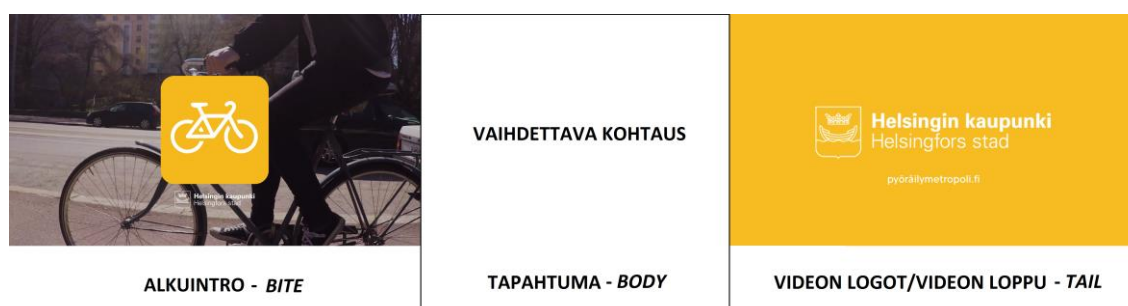 Helsingin kaupunki
Helsingfors stad
VAIHDETTAVA KOHTAUS
Helsingin kaupunki
Helsingfors stad
pyöräilymetropoli.fi
ALKUINTRO - BITE
TAPAHTUMA - BODY
VIDEON LOGOT/VIDEON LOPPU - TAIL